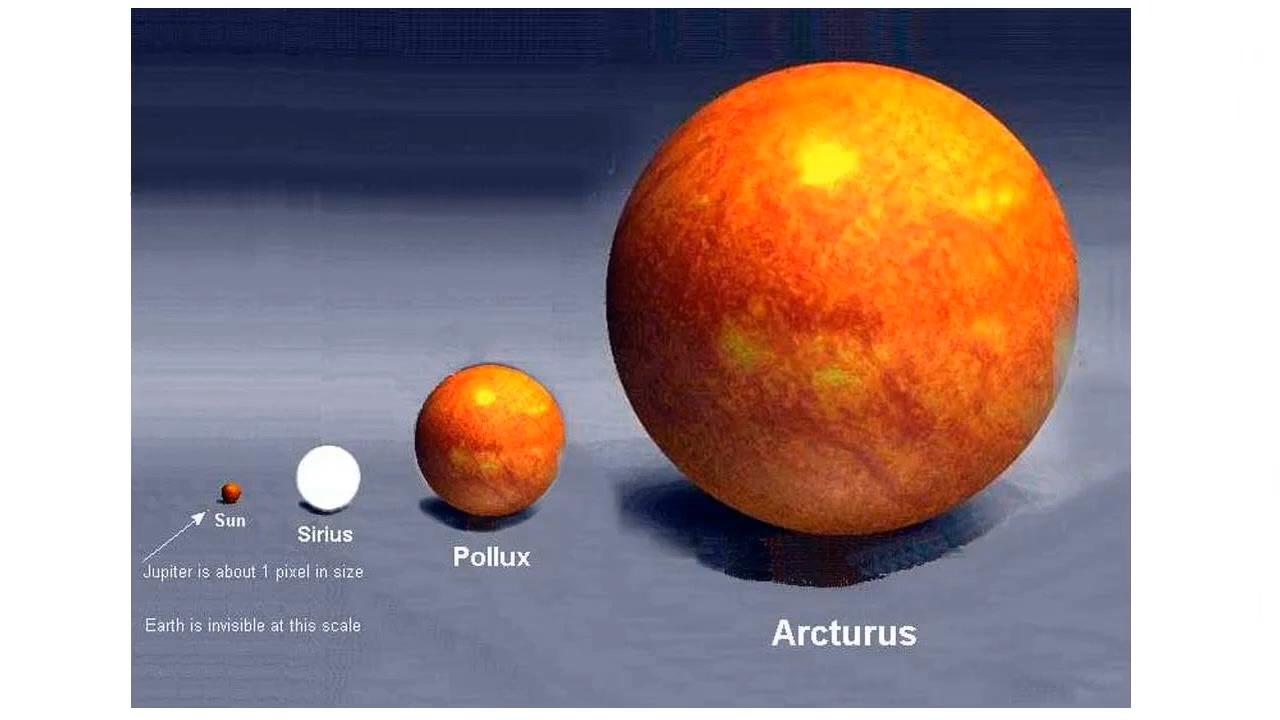 Sun
Sirius
Pollux
Jupiter is about 1 pixel in size
Earth is invisible at this scale
Arcturus